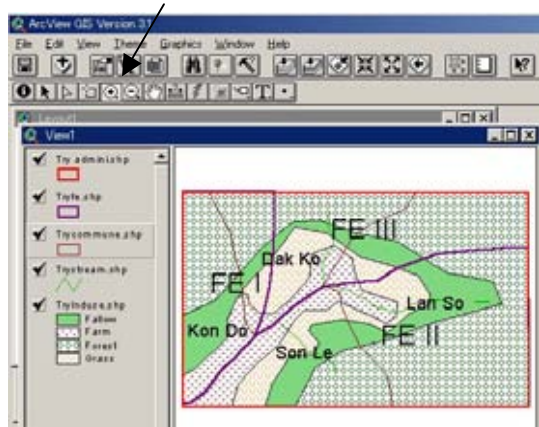 ArcView GIS Version 3.1
File Edit View Theme Graphics Window Help
Layout1
View1
Try admini.shp
Tryfe.shp
Trycommune.shp
Trystream.shp
Trylnduse.shp
Fallow
Farm
Forest
Grass
FE III
Dak Ko
FE I
Lan So
Kon Do
FE II
Son Le